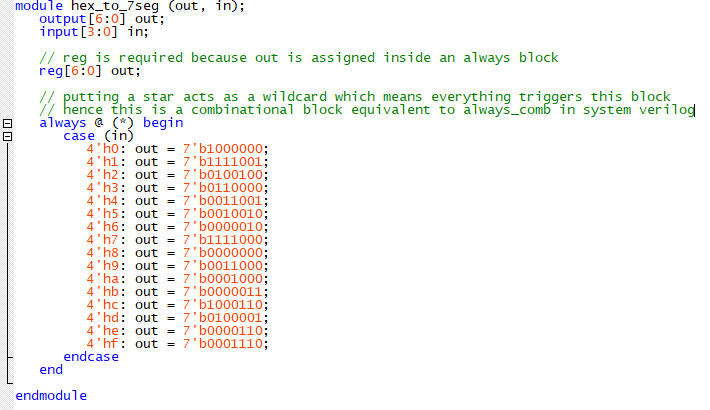 module hex_to_7seg (out, in);
output[6:0] out;
input[3:0] in;
// reg is required because out is assigned inside an always block
reg[6:0] out;
// putting a star acts as a wildcard which means everything triggers this block
// hence this is a combinational block equivalent to always_comb in system verilog
always @ (*) begin
case (in)
4'h0: out = 7'b1000000;
4'h1: out = 7'b1111001;
4'h2: out = 7'b0100100;
4'h3: out = 7'b0110000;
4'h4: out = 7'b0011001;
4'h5: out = 7'b0010010;
4'h6: out = 7'b0000010;
4'h7: out = 7'b1111000;
4'h8: out = 7'b0000000;
4'h9: out = 7'b0011000;
4'ha: out = 7'b0001000;
4'hb: out = 7'b0000011;
4'hc: out = 7'b1000110;
4'hd: out = 7'b0100001;
4'he: out = 7'b0000110;
4'hf: out = 7'b0001110;
endcase
end
endmodule